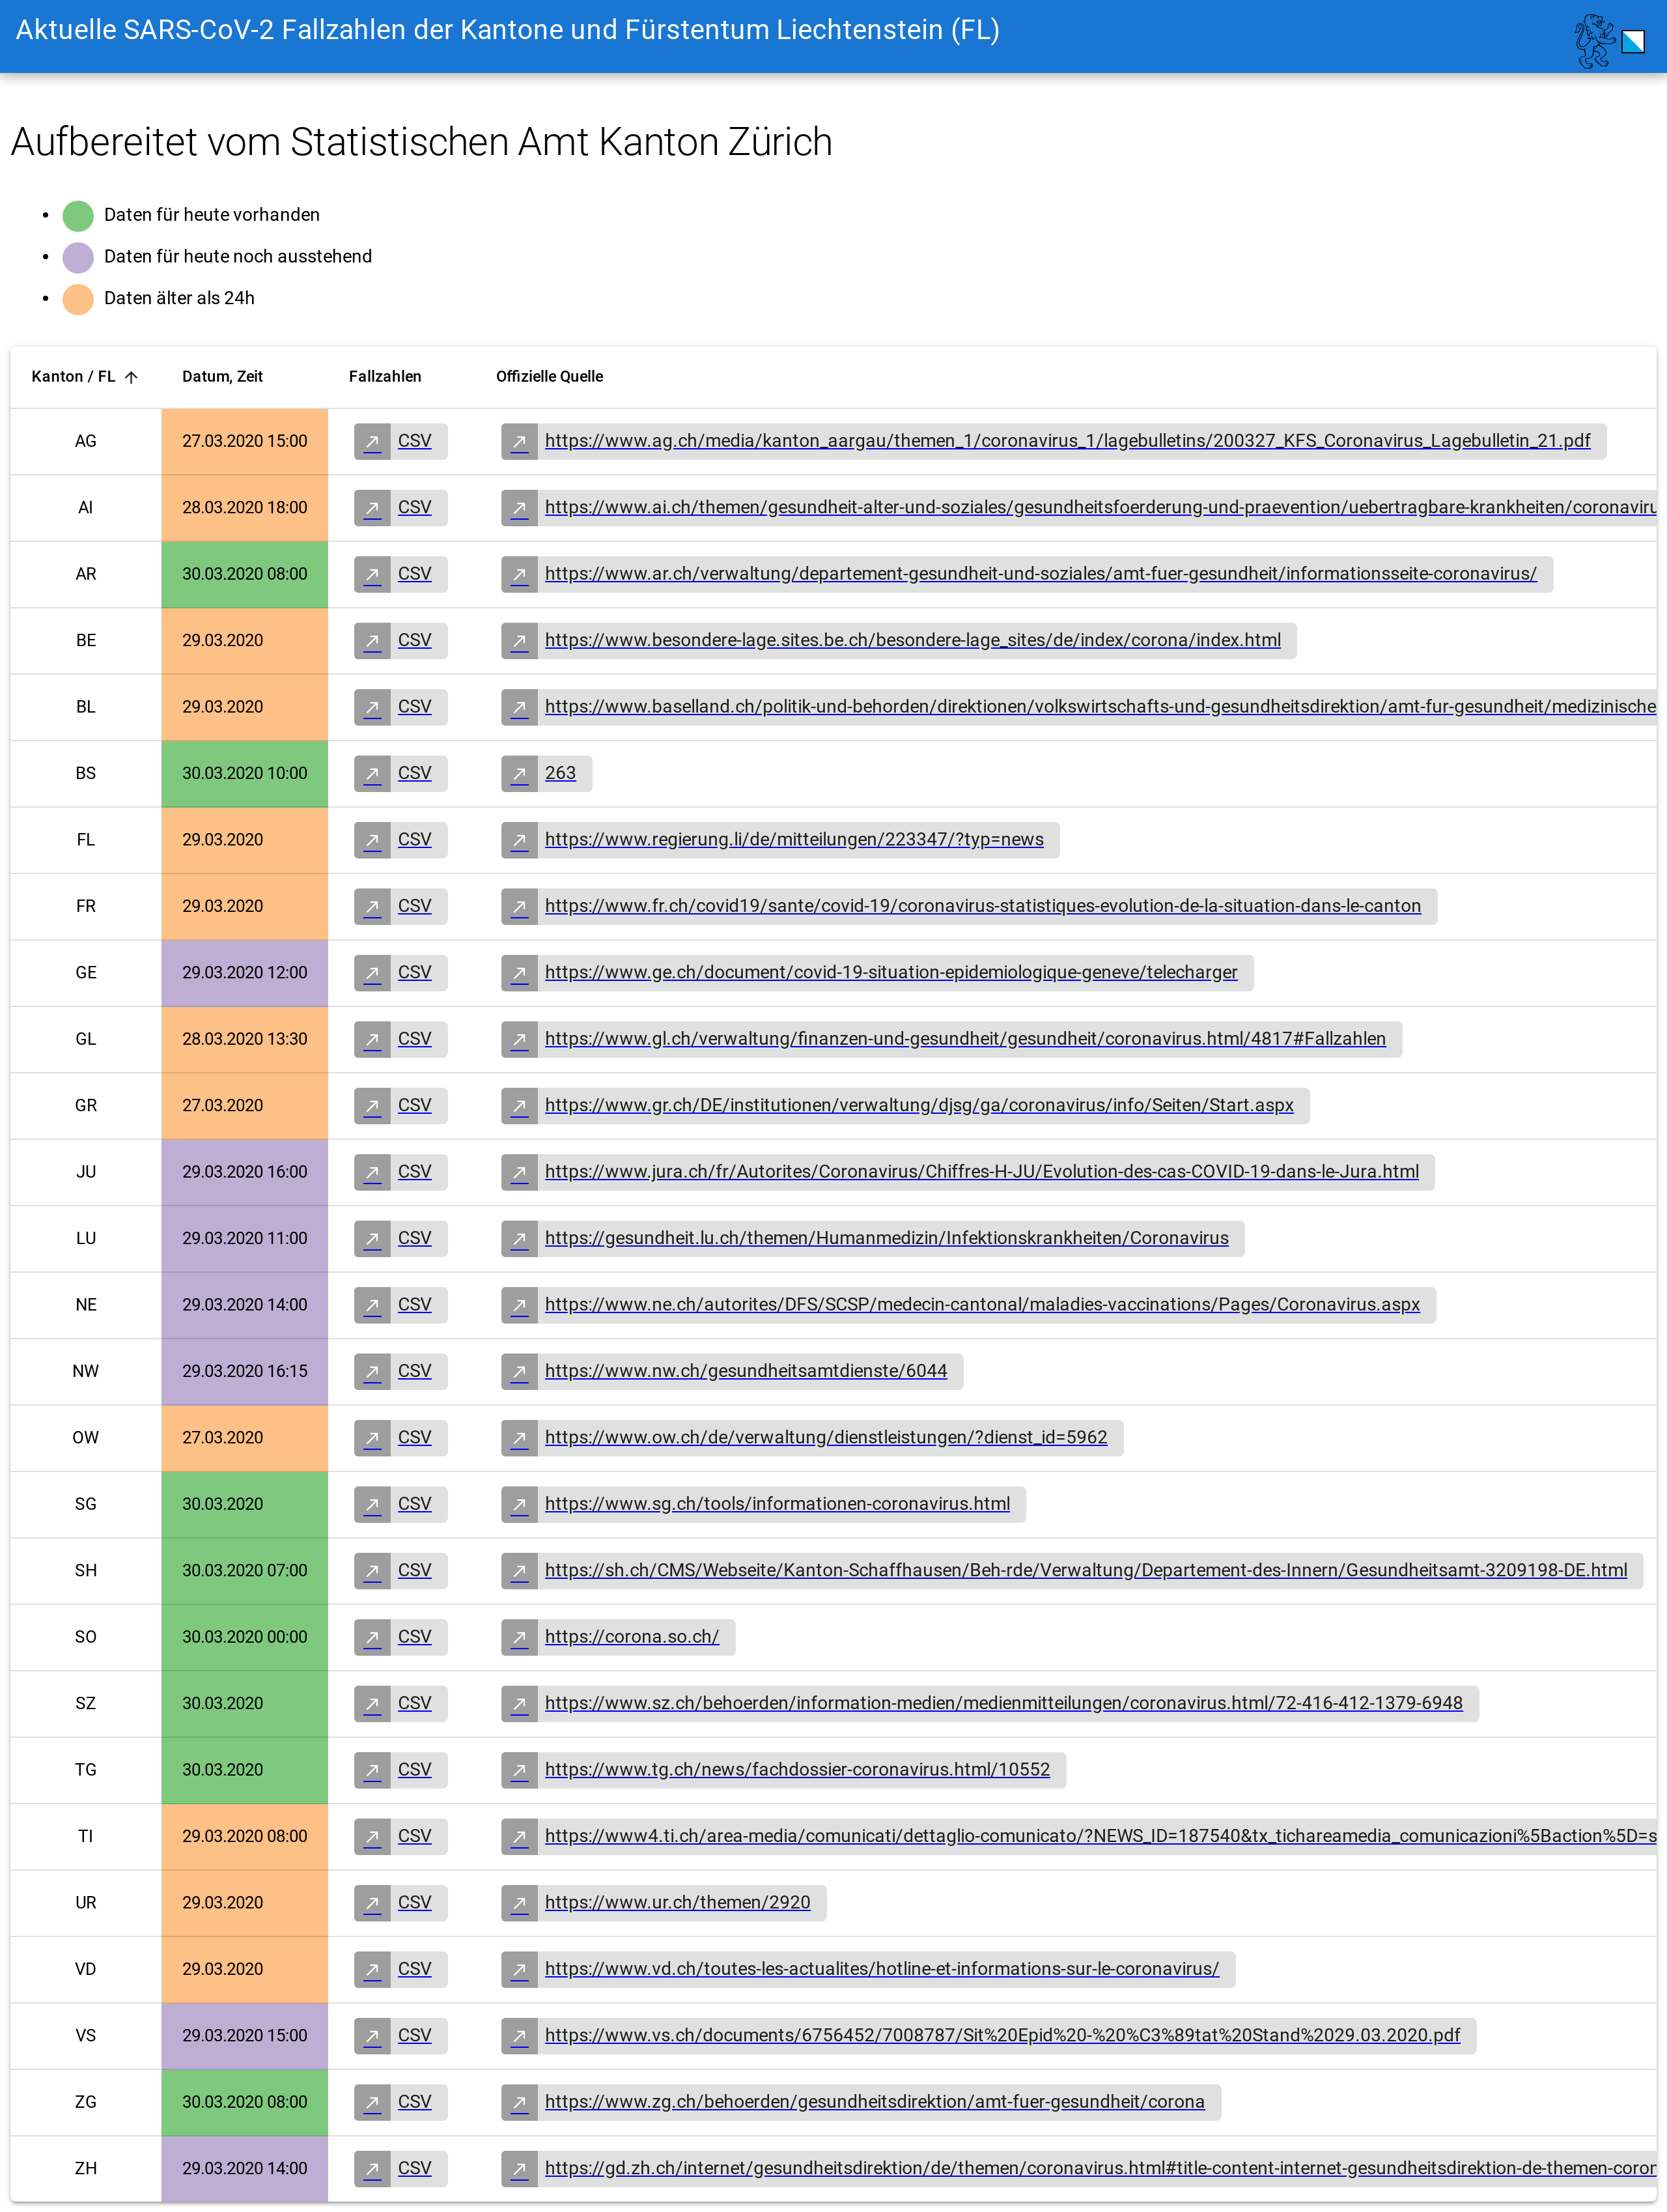 Aktuelle SARS-CoV-2 Fallzahlen der Kantone und Fürstentum Liechtenstein (FL)
Aufbereitet vom Statistischen Amt Kanton Zürich
Daten für heute vorhanden
Daten für heute noch ausstehend
Daten älter als 24h
Kanton / FL Datum, Zeit Fallzahlen Offizielle Quelle
AG 27.03.2020 15:00 CSV https://www.ag.ch/media/kanton_aargau/themen_1/coronavirus_1/lagebulletins/200327_KFS_Coronavirus_Lagebulletin_21.pdf
AI 28.03.2020 18:00 CSV https://www.ai.ch/themen/gesundheit-alter-und-soziales/gesundheitsfoerderung-und-praevention/uebertragbare-krankheiten/coronaviru
AR 30.03.2020 08:00 CSV https://www.ar.ch/verwaltung/departement-gesundheit-und-soziales/amt-fuer-gesundheit/informationsseite-coronavirus/
BE 29.03.2020 CSV https://www.besondere-lage.sites.be.ch/besondere-lage_sites/de/index/corona/index.html
BL 29.03.2020 CSV https://www.baselland.ch/politik-und-behorden/direktionen/volkswirtschafts-und-gesundheitsdirektion/amt-fur-gesundheit/medizinische
BS 30.03.2020 10:00 CSV 263
FL 29.03.2020 CSV https://www.regierung.li/de/mitteilungen/223347/?typ=news
FR 29.03.2020 CSV https://www.fr.ch/covid19/sante/covid-19/coronavirus-statistiques-evolution-de-la-situation-dans-le-canton
GE 29.03.2020 12:00 CSV https://www.ge.ch/document/covid-19-situation-epidemiologique-geneve/telecharger
GL 28.03.2020 13:30 CSV https://www.gl.ch/verwaltung/finanzen-und-gesundheit/gesundheit/coronavirus.html/4817#Fallzahlen
GR 27.03.2020 CSV https://www.gr.ch/DE/institutionen/verwaltung/djsg/ga/coronavirus/info/Seiten/Start.aspx
JU 29.03.2020 16:00 CSV https://www.jura.ch/fr/Autorites/Coronavirus/Chiffres-H-JU/Evolution-des-cas-COVID-19-dans-le-Jura.html
LU 29.03.2020 11:00 CSV https://gesundheit.lu.ch/themen/Humanmedizin/Infektionskrankheiten/Coronavirus
NE 29.03.2020 14:00 CSV https://www.ne.ch/autorites/DFS/SCSP/medecin-cantonal/maladies-vaccinations/Pages/Coronavirus.aspx
NW 29.03.2020 16:15 CSV https://www.nw.ch/gesundheitsamtdienste/6044
OW 27.03.2020 CSV https://www.ow.ch/de/verwaltung/dienstleistungen/?dienst_id=5962
SG 30.03.2020 CSV https://www.sg.ch/tools/informationen-coronavirus.html
SH 30.03.2020 07:00 CSV https://sh.ch/CMS/Webseite/Kanton-Schaffhausen/Beh-rde/Verwaltung/Departement-des-Innern/Gesundheitsamt-3209198-DE.html
SO 30.03.2020 00:00 CSV https://corona.so.ch/
SZ 30.03.2020 CSV https://www.sz.ch/behoerden/information-medien/medienmitteilungen/coronavirus.html/72-416-412-1379-6948
TG 30.03.2020 CSV https://www.tg.ch/news/fachdossier-coronavirus.html/10552
TI 29.03.2020 08:00 CSV https://www4.ti.ch/area-media/comunicati/dettaglio-comunicato/?NEWS_ID=187540&tx_tichareamedia_comunicazioni%5Baction%5D=s
UR 29.03.2020 CSV https://www.ur.ch/themen/2920
VD 29.03.2020 CSV https://www.vd.ch/toutes-les-actualites/hotline-et-informations-sur-le-coronavirus/
VS 29.03.2020 15:00 CSV https://www.vs.ch/documents/6756452/7008787/Sit%20Epid%20-%20%C3%89tat%20Stand%2029.03.2020.pdf
ZG 30.03.2020 08:00 CSV https://www.zg.ch/behoerden/gesundheitsdirektion/amt-fuer-gesundheit/corona
ZH 29.03.2020 14:00 CSV https://gd.zh.ch/internet/gesundheitsdirektion/de/themen/coronavirus.html#title-content-internet-gesundheitsdirektion-de-themen-coron